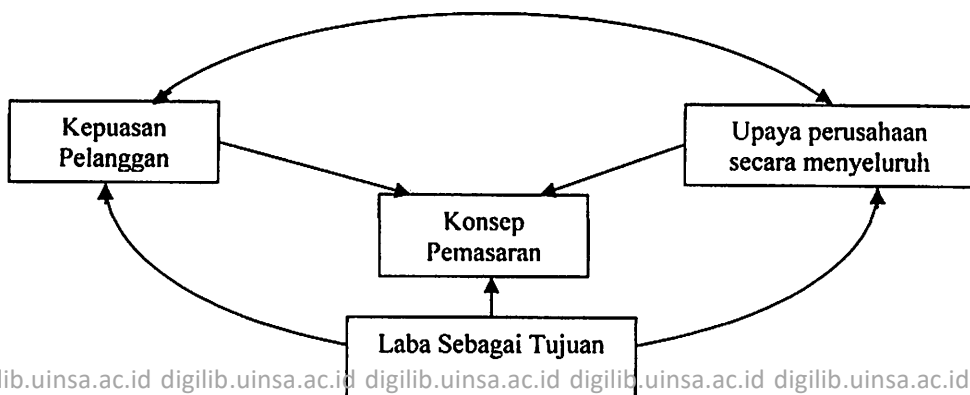 Kepuasan
Pelanggan
Upaya perusahaan
secara menyeluruh
Konsep
Pemasaran
Laba Sebagai Tujuan
lib.uinsa.ac.id digilib.uinsa.ac.id digilib.uinsa.ac.id digilib.uinsa.ac.id digilib.uinsa.ac.id